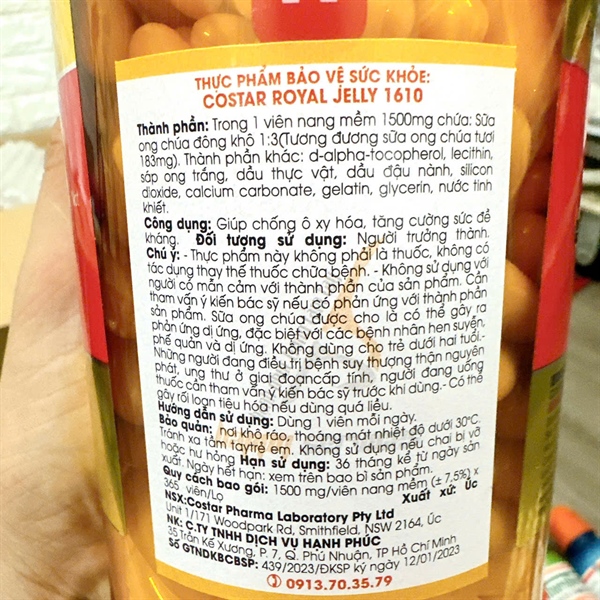 THỰC PHẨM BẢO VỆ SỨC KHỎE:
COSTAR ROYAL JELLY 1610
Thành phần: Trong 1 viên nang mềm 1500mg chứa: Sữa
ong chúa đông khô 1:3(Tương đương sữa ong chúa tươi
183mg). Thành phần khác: d-alpha-tocopherol, lecithin,
sáp ong trắng, dầu thực vật, dầu đậu nành, silicon
dioxide, calcium carbonate, gelatin, glycerin, nước tinh
khiết.
Công dụng: Giúp chống ô xy hóa, tăng cường sức đề
kháng. Đối tượng sử dụng: Người trưởng thành.
Chú ý: - Thực phẩm này không phải là thuốc, không có
tác dụng thay thế thuốc chữa bệnh. - Không sử dụng với
người có mẫn cảm với thành phần của sản phẩm. Cần
tham vấn ý kiến bác sỹ nếu có phản ứng với thành phần
sản phẩm. Sữa ong chúa được cho là có thể gây ra
phản ứng dị ứng, đặc biệt với các bệnh nhân hen suyễn,
phế quản và dị ứng. Không dùng cho trẻ dưới hai tuổi.-
Những người đang điều trị bệnh suy thượng thận nguyên
phát, ung thư ở giai đoạncấp tính, người đang uống
thuốc cần tham vấn ý kiến bác sỹ trước khi dùng.- Có thể
gây rối loạn tiêu hóa nếu dùng quá liều.
Hướng dẫn sử dụng: Dùng 1 viên mỗi ngày.
Bảo quản: nơi khô ráo, thoáng mát nhiệt độ dưới 30°C.
Tránh xa tầm taytrẻ em. Không sử dụng nếu chai bị vỡ
hoặc hư hỏng Hạn sử dụng: 36 tháng kể từ ngày sản
xuất. Ngày hết hạn: xem trên bao bì sản phẩm.
Quy cách bao gói: 1500 mg/viên nang mềm (± 7,5%) x
365 viên/Lọ Xuất xứ: Úc
NSX:Costar Pharma Laboratory Pty Ltd
Unit 1/171 Woodpark Rd, Smithfield, NSW 2164, Úc
NK: C.TY TNHH DỊCH VỤ HẠNH PHÚC
35 Trần Kế Xương, P. 7, Q. Phú Nhuận, TP Hồ Chí Minh
Số GTNDKBCBSP: 439/2023/ĐKSP ký ngày 12/01/2023
0913.70.35.79